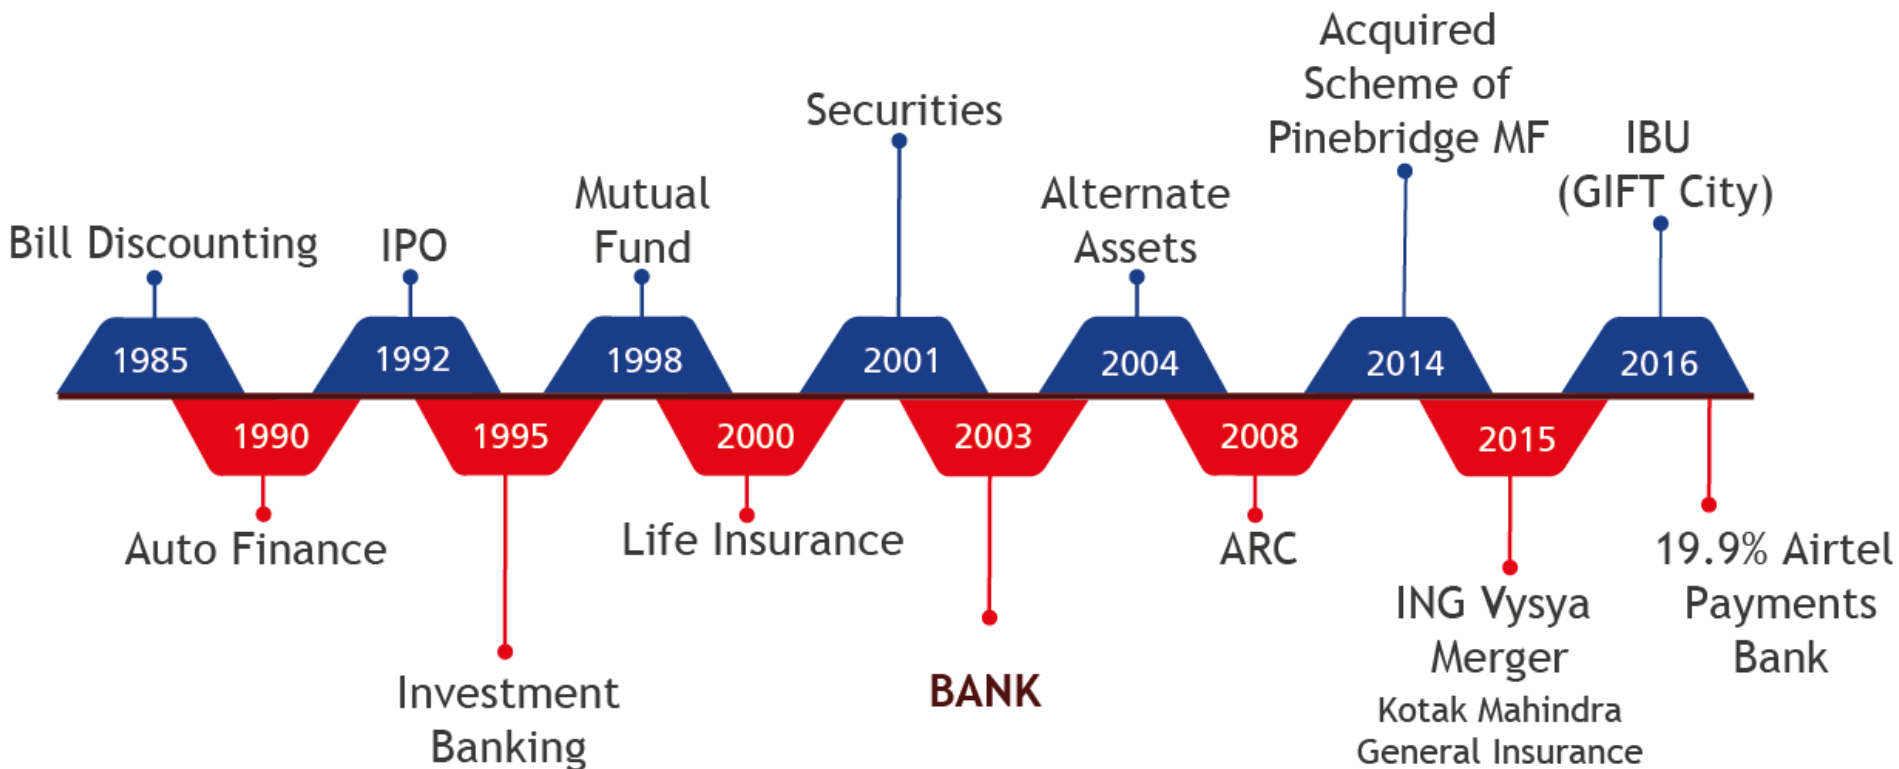 Bill Discounting
1985
1990
Auto Finance
IPO
1992
1995
Investment
Banking
Mutual
Fund
1998
2000
Life Insurance
Securities
2001
2003
BANK
Alternate
Assets
2004
2008
ARC
Acquired
Scheme of
Pinebridge MF
2014
2015
ING Vysya
Merger
Kotak Mahindra
General Insurance
IBU
(GIFT City)
2016
19.9% Airtel
Payments
Bank